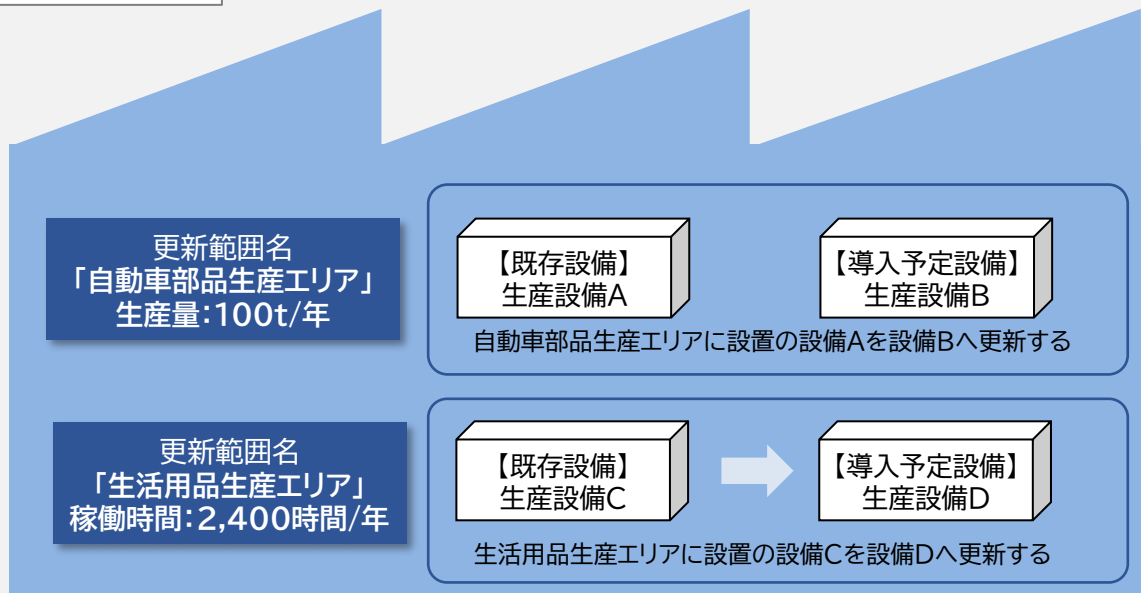 更新範囲名
「自動車部品生産エリア」
生産量:100t/年
【既存設備】
生産設備A
【導入予定設備】
生産設備B
自動車部品生産エリアに設置の設備Aを設備Bへ更新する
更新範囲名
「生活用品生産エリア」
稼働時間:2,400時間/年
【既存設備】
生産設備C
【導入予定設備】
生産設備D
生活用品生産エリアに設置の設備Cを設備Dへ更新する